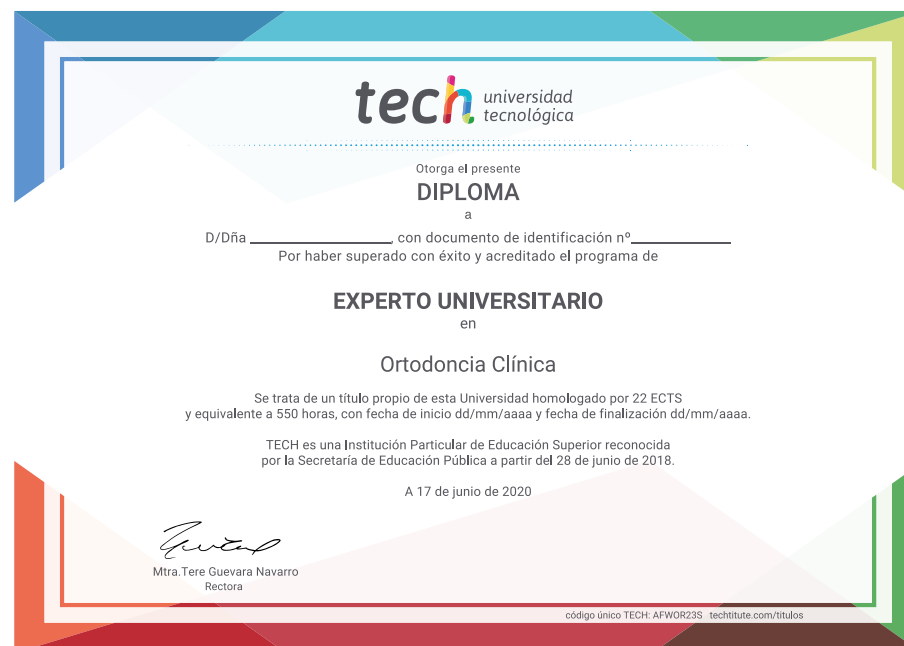 tech universidad
tecnológica
Otorga el presente
DIPLOMA
a
D/Dña ________________, con documento de identificación nº____________
Por haber superado con éxito y acreditado el programa de
EXPERTO UNIVERSITARIO
en
Ortodoncia Clínica
Se trata de un título propio de esta Universidad homologado por 22 ECTS
y equivalente a 550 horas, con fecha de inicio dd/mm/aaaa y fecha de finalización dd/mm/aaaa.
TECH es una Institución Particular de Educación Superior reconocida
por la Secretaría de Educación Pública a partir del 28 de junio de 2018.
A 17 de junio de 2020
Mtra.Tere Guevara Navarro
Rectora
código único TECH: AFWOR23S techtitute.com/titulos